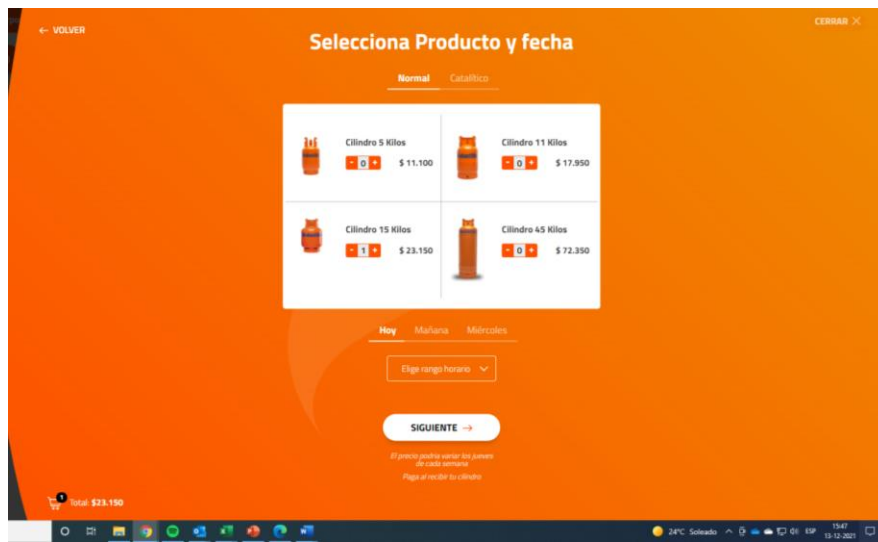 ← VOLVER
CERRAR ×
Selecciona Producto y fecha
Normal Catalítico
Cilindro 5 Kilos
- 0 + $ 11.100
Cilindro 11 Kilos
- 0 + $ 17.950
Cilindro 15 Kilos
- 1 + $ 23.150
Cilindro 45 Kilos
- 0 + $ 72.350
Hoy Mañana Miércoles
Elige rango horario
SIGUIENTE →
El precio podría variar los jueves
de cada semana
Paga al recibir tu cilindro
1
Total: $23.150
24°C Soleado ESP 15:47
13-12-2021